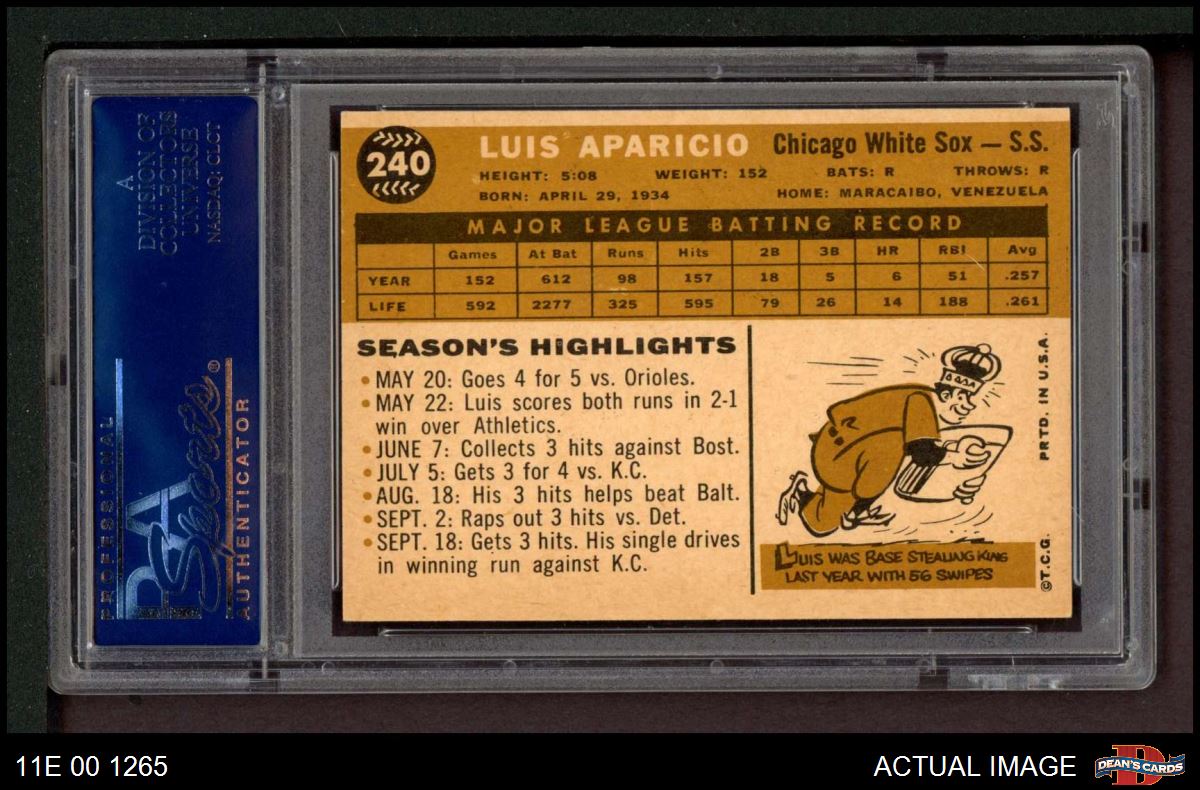 A
DIVISION OF
COLLECTORS
UNIVERSE
NASDAQ: CLCT
PROFESSIONAL
PSA
Sports®
AUTHENTICATOR
240
LUIS APARICIO
Chicago White Sox — S.S.
HEIGHT: 5:08 WEIGHT: 152 BATS: R THROWS: R
BORN: APRIL 29, 1934 HOME: MARACAIBO, VENEZUELA
MAJOR LEAGUE BATTING RECORD
Games At Bat Runs Hits 2B 3B HR RBI Avg
YEAR 152 612 98 157 18 5 6 51 .257
LIFE 592 2277 325 595 79 26 14 188 .261
SEASON'S HIGHLIGHTS
• MAY 20: Goes 4 for 5 vs. Orioles.
• MAY 22: Luis scores both runs in 2-1
win over Athletics.
• JUNE 7: Collects 3 hits against Bost.
• JULY 5: Gets 3 for 4 vs. K.C.
• AUG. 18: His 3 hits helps beat Balt.
• SEPT. 2: Raps out 3 hits vs. Det.
• SEPT. 18: Gets 3 hits. His single drives
in winning run against K.C.
LUIS WAS BASE STEALING KING
LAST YEAR WITH 56 SWIPES
©T.C.G. PRTD. IN U.S.A.
11E 00 1265
ACTUAL IMAGE
DEAN'S CARDS